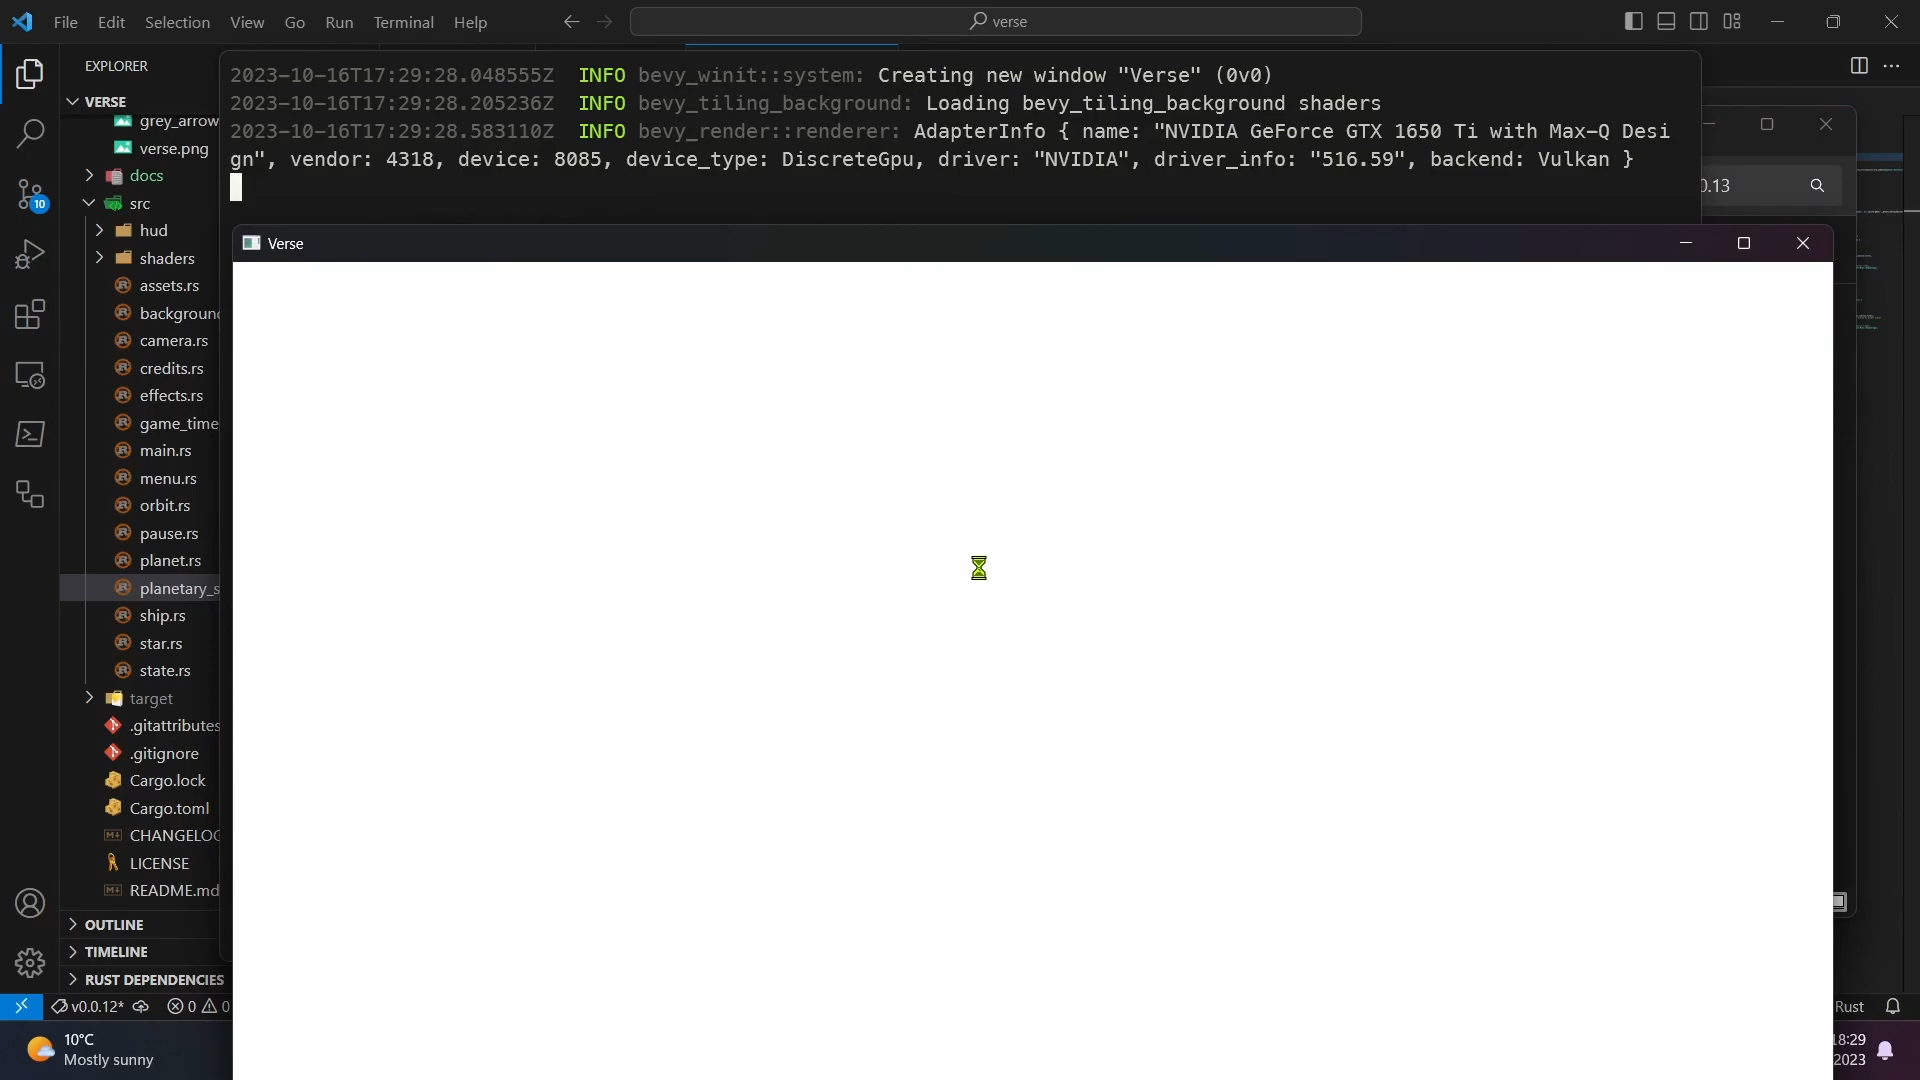 File Edit Selection View Go Run Terminal Help
verse
EXPLORER
VERSE
grey_arrow
verse.png
docs
src
hud
shaders
assets.rs
background
camera.rs
credits.rs
effects.rs
game_time
main.rs
menu.rs
orbit.rs
pause.rs
planet.rs
planetary_s
ship.rs
star.rs
state.rs
target
.gitattributes
.gitignore
Cargo.lock
Cargo.toml
CHANGELOG
LICENSE
README.md
OUTLINE
TIMELINE
RUST DEPENDENCIES
10
2023-10-16T17:29:28.048555Z INFO bevy_winit::system: Creating new window "Verse" (0v0)
2023-10-16T17:29:28.205236Z INFO bevy_tiling_background: Loading bevy_tiling_background shaders
2023-10-16T17:29:28.583110Z INFO bevy_render::renderer: AdapterInfo { name: "NVIDIA GeForce GTX 1650 Ti with Max-Q Desi
gn", vendor: 4318, device: 8085, device_type: DiscreteGpu, driver: "NVIDIA", driver_info: "516.59", backend: Vulkan }
0.13
Verse
v0.0.12* 0 0
Rust
10°C
Mostly sunny
18:29
2023